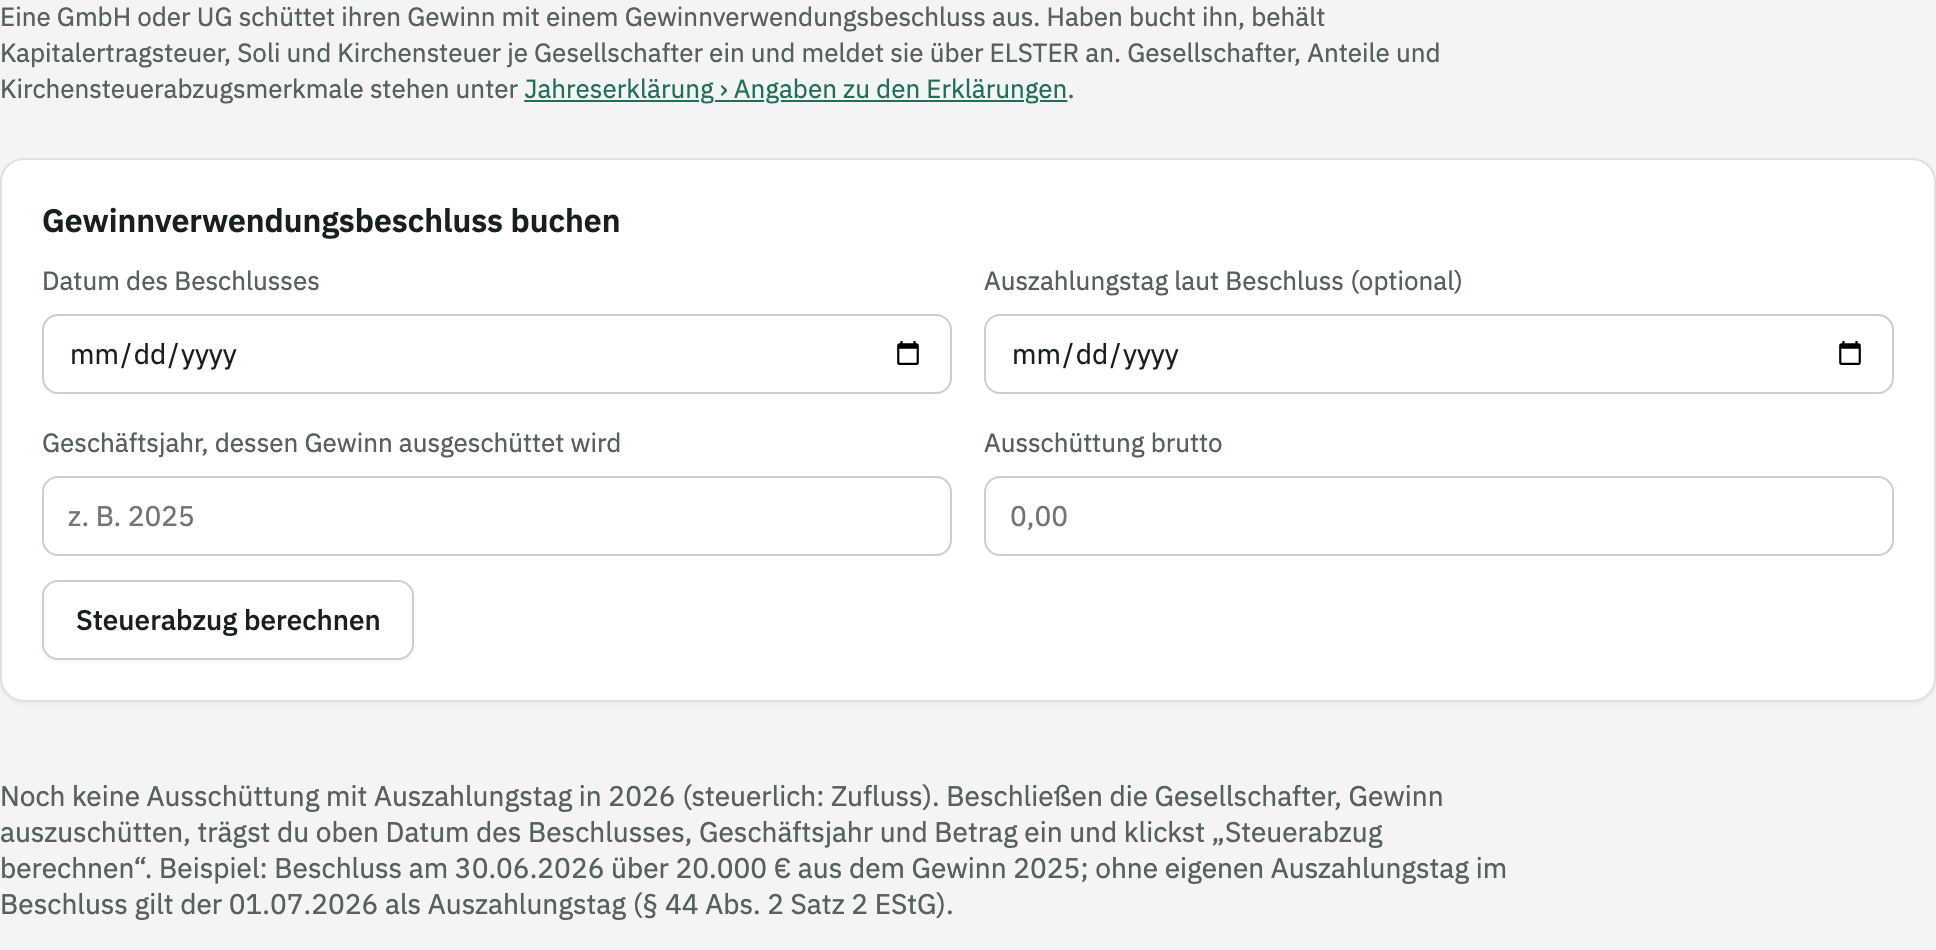 Eine GmbH oder UG schüttet ihren Gewinn mit einem Gewinnverwendungsbeschluss aus. Haben bucht ihn, behält
Kapitalertragsteuer, Soli und Kirchensteuer je Gesellschafter ein und meldet sie über ELSTER an. Gesellschafter, Anteile und
Kirchensteuerabzugsmerkmale stehen unter Jahreserklärung › Angaben zu den Erklärungen.
Gewinnverwendungsbeschluss buchen
Datum des Beschlusses
Auszahlungstag laut Beschluss (optional)
mm/dd/yyyy
mm/dd/yyyy
Geschäftsjahr, dessen Gewinn ausgeschüttet wird
Ausschüttung brutto
z. B. 2025
0,00
Steuerabzug berechnen
Noch keine Ausschüttung mit Auszahlungstag in 2026 (steuerlich: Zufluss). Beschließen die Gesellschafter, Gewinn
auszuschütten, trägst du oben Datum des Beschlusses, Geschäftsjahr und Betrag ein und klickst „Steuerabzug
berechnen“. Beispiel: Beschluss am 30.06.2026 über 20.000 € aus dem Gewinn 2025; ohne eigenen Auszahlungstag im
Beschluss gilt der 01.07.2026 als Auszahlungstag (§ 44 Abs. 2 Satz 2 EStG).